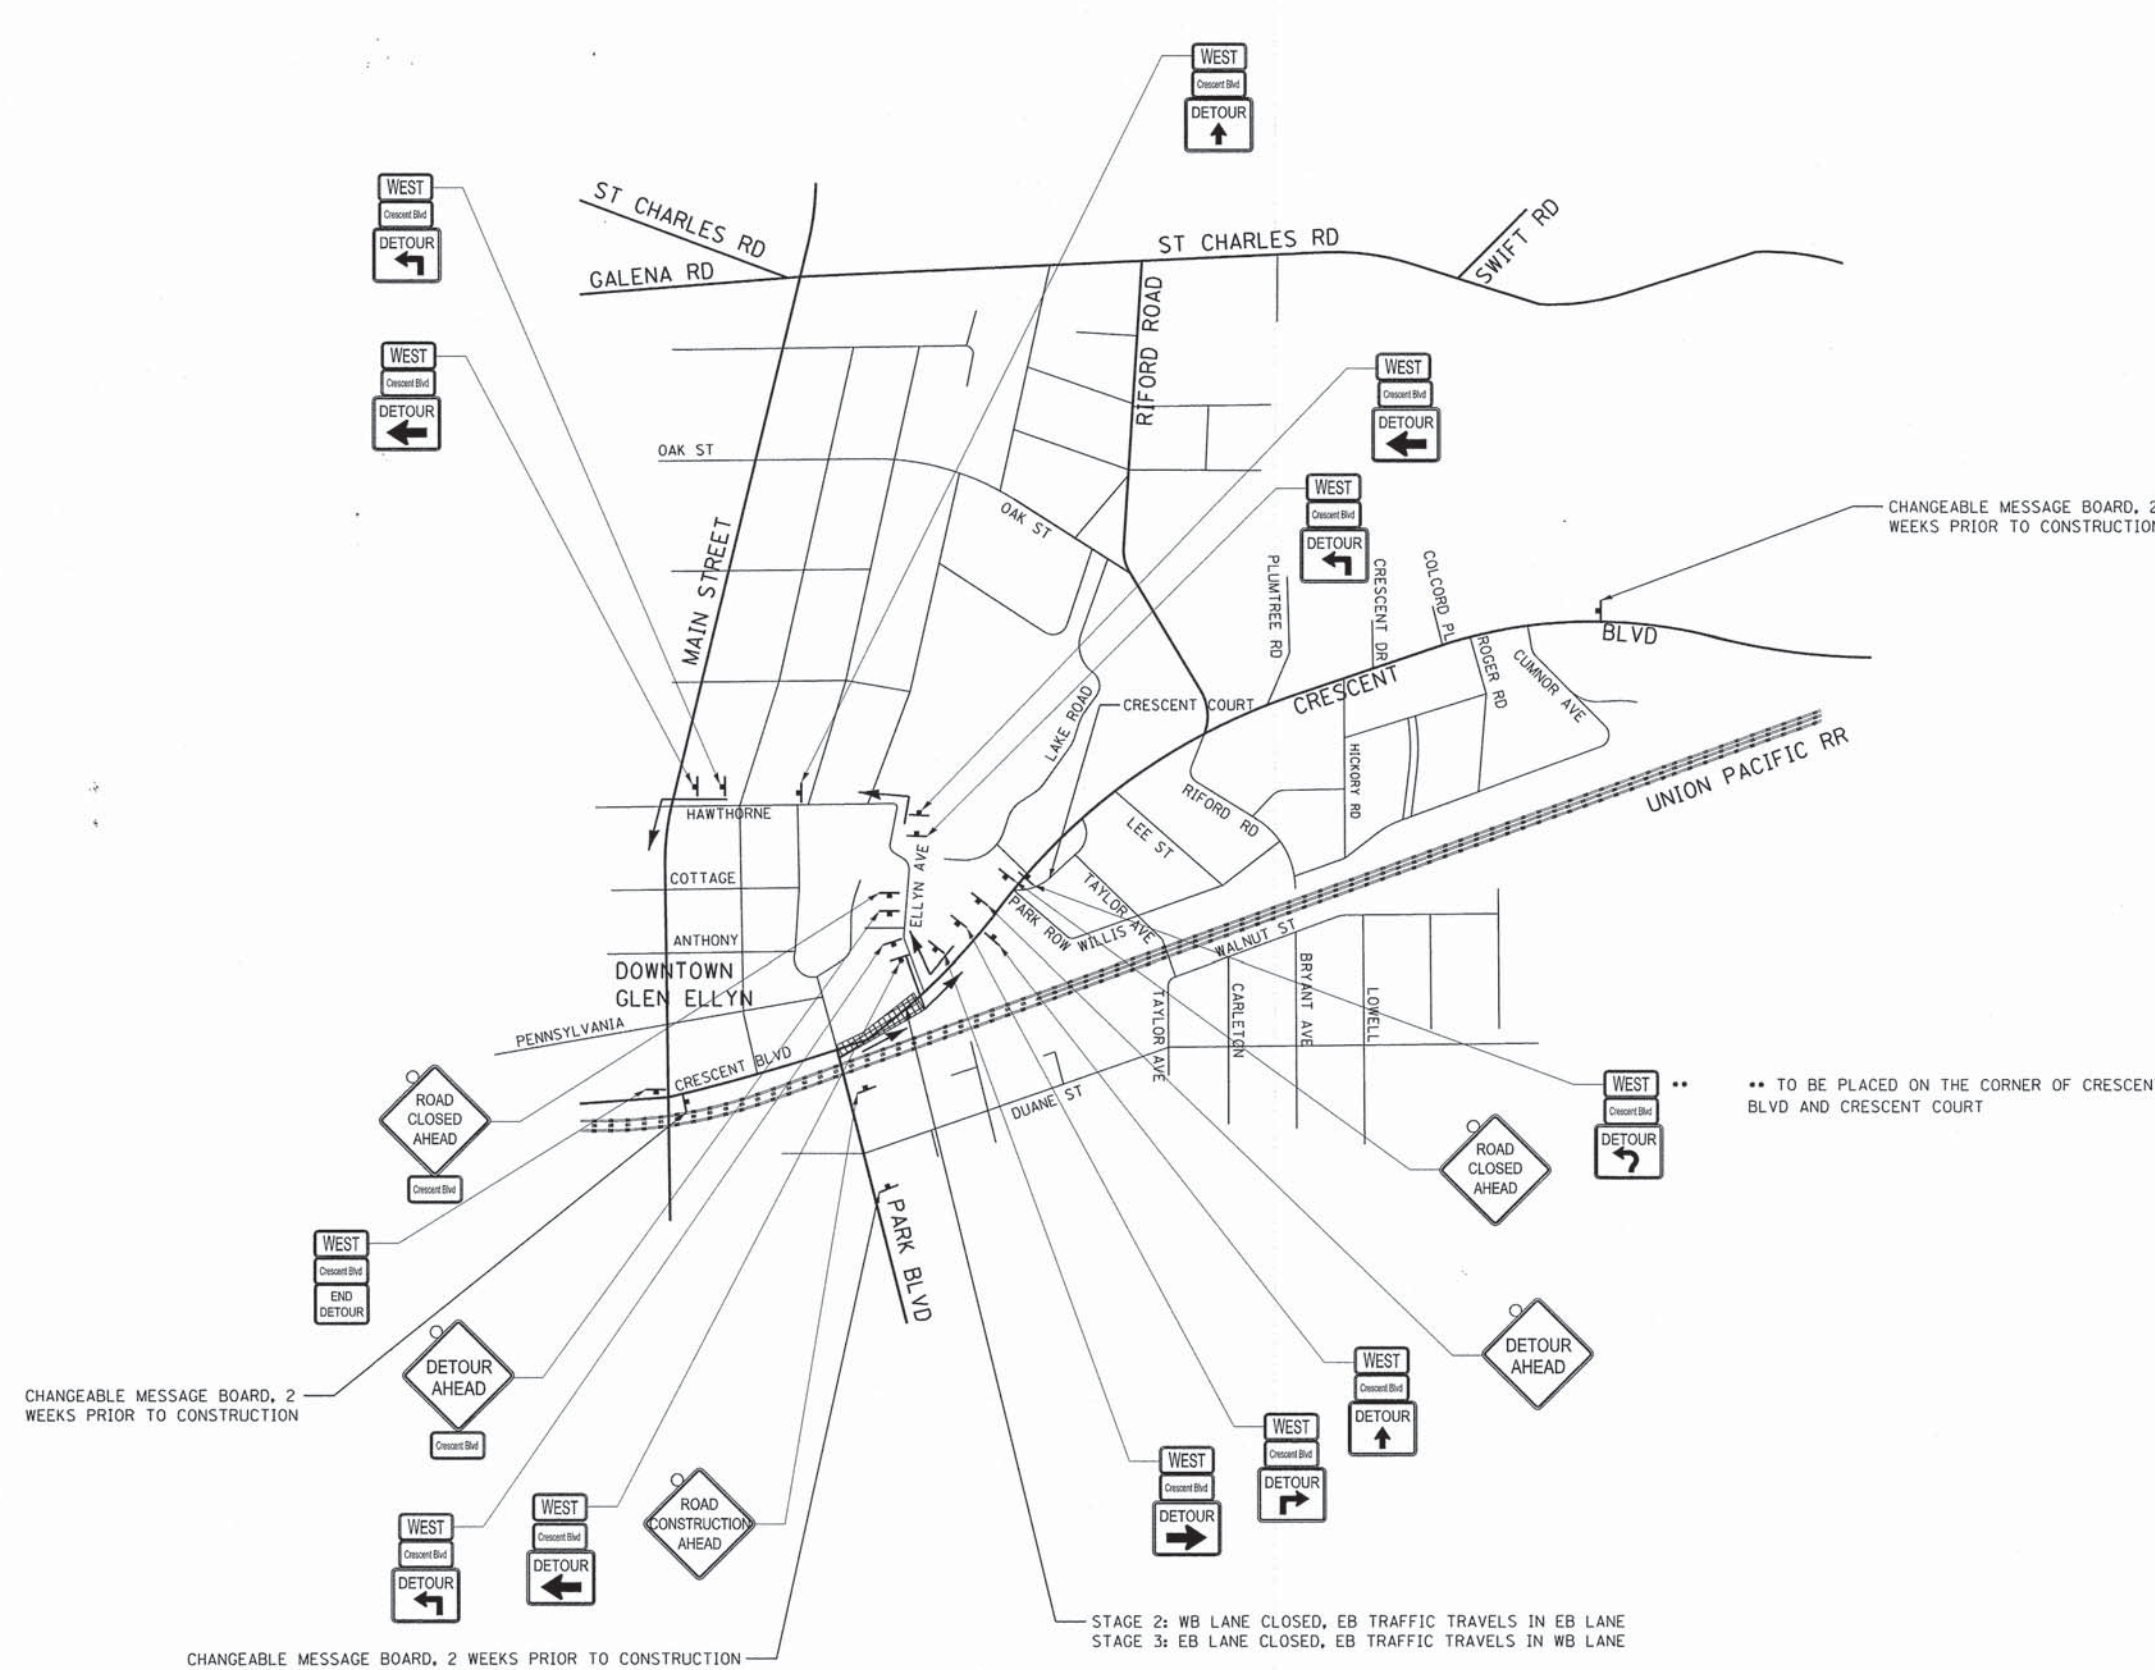 WEST
Crescent Blvd
DETOUR
WEST
Crescent Blvd
DETOUR
ST CHARLES RD
ST CHARLES RD
SWIFT RD
GALENA RD
RIFORD ROAD
WEST
Crescent Blvd
DETOUR
WEST
Crescent Blvd
DETOUR
OAK ST
OAK ST
WEST
Crescent Blvd
DETOUR
CHANGEABLE MESSAGE BOARD, 2
WEEKS PRIOR TO CONSTRUCTION
MAIN STREET
PLUMTREE RD
CRESCENT DR
COLCORD PL
BLVD
ROGER RD
CUMNOR AVE
CRESCENT
CRESCENT COURT
LAKE ROAD
HICKORY RD
UNION PACIFIC RR
RIFORD RD
HAWTHORNE
LEE ST
ELLYN AVE
COTTAGE
TAYLOR AVE
PARK ROW
WILLIS
ANTHONY
WALNUT ST
DOWNTOWN
GLEN ELLYN
BRYANT AVE
CARLETON
LOWELL
TAYLOR AVE
PENNSYLVANIA
CRESCENT BLVD
DUANE ST
ROAD
CLOSED
AHEAD
Crescent Blvd
WEST
Crescent Blvd
DETOUR
••
•• TO BE PLACED ON THE CORNER OF CRESCEN
BLVD AND CRESCENT COURT
ROAD
CLOSED
AHEAD
PARK BLVD
WEST
Crescent Blvd
END
DETOUR
DETOUR
AHEAD
Crescent Blvd
DETOUR
AHEAD
CHANGEABLE MESSAGE BOARD, 2
WEEKS PRIOR TO CONSTRUCTION
WEST
Crescent Blvd
DETOUR
WEST
Crescent Blvd
DETOUR
WEST
Crescent Blvd
DETOUR
ROAD
CONSTRUCTION
AHEAD
WEST
Crescent Blvd
DETOUR
WEST
Crescent Blvd
DETOUR
STAGE 2: WB LANE CLOSED, EB TRAFFIC TRAVELS IN EB LANE
STAGE 3: EB LANE CLOSED, EB TRAFFIC TRAVELS IN WB LANE
CHANGEABLE MESSAGE BOARD, 2 WEEKS PRIOR TO CONSTRUCTION